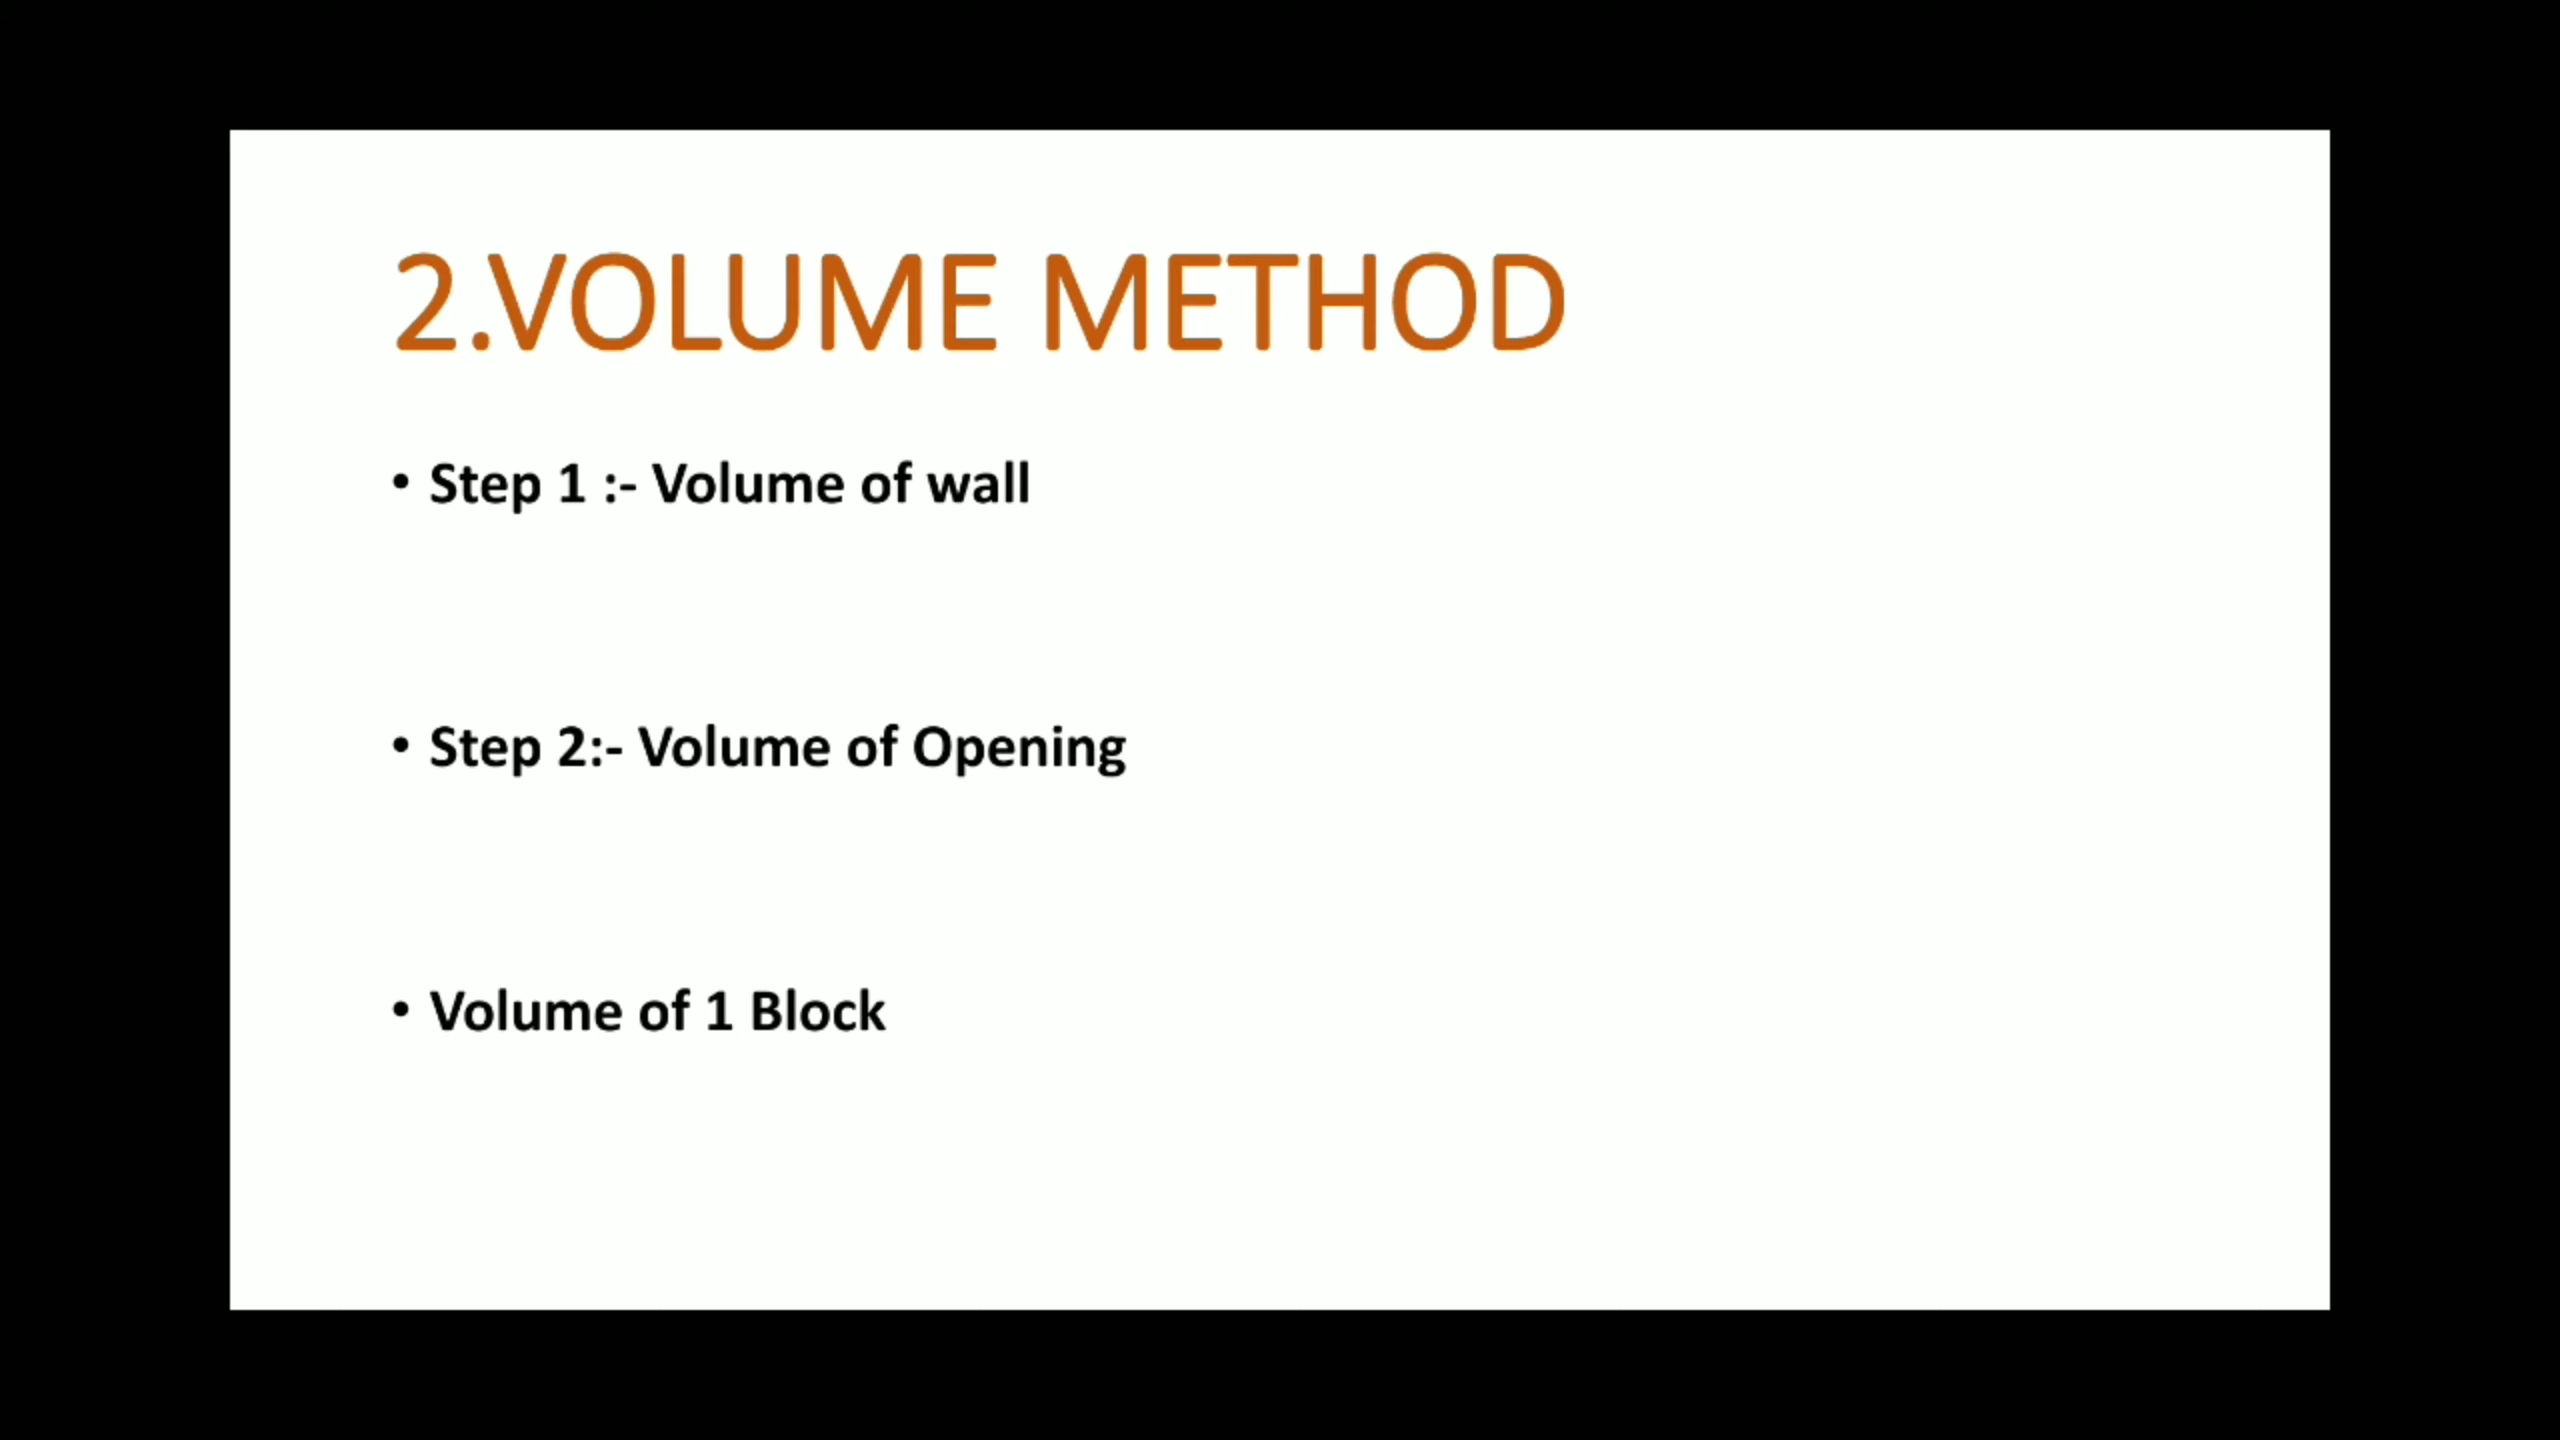 2.VOLUME METHOD
• Step 1 :- Volume of wall
• Step 2:- Volume of Opening
• Volume of 1 Block